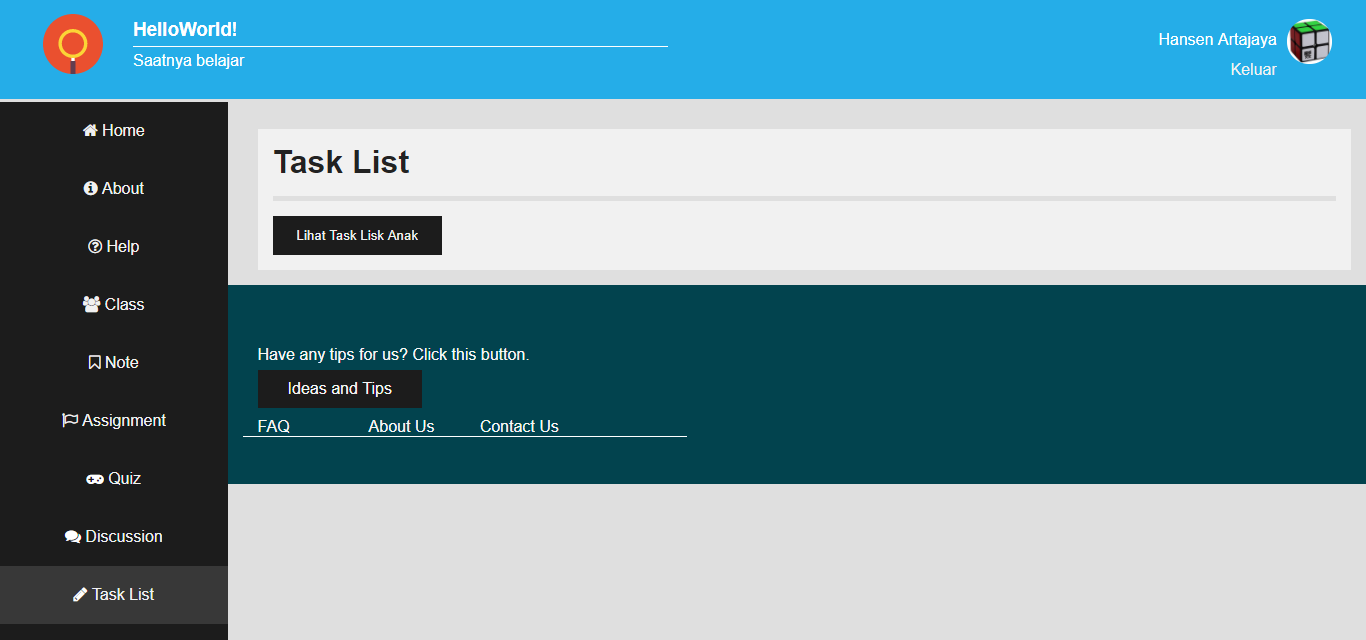 HelloWorld!
Saatnya belajar
Hansen Artajaya
Keluar
Home
About
Help
Class
Note
Assignment
Quiz
Discussion
Task List
Task List
Lihat Task Lisk Anak
Have any tips for us? Click this button.
Ideas and Tips
FAQ About Us Contact Us